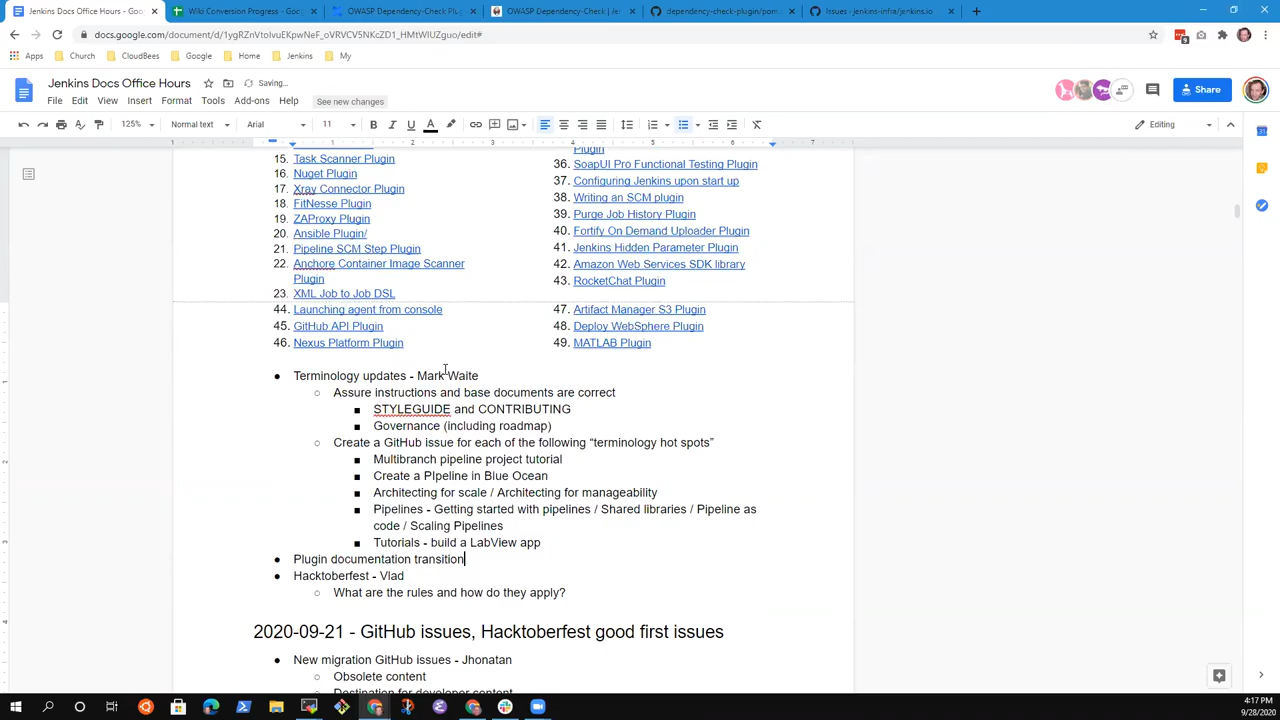 Jenkins Docs Office Hours - G
Wiki Conversion Progress - Goog
OWASP Dependency-Check Plug
OWASP Dependency-Check | Jen
dependency-check-plugin/pom.
Issues · jenkins-infra/jenkins.io
docs.google.com/document/d/1ygRZnVtoIvuEKpwNeF_oVRVCV5NKcZD1_HMtWIUZguo/edit#
Apps Church CloudBees Google Home Jenkins My
Jenkins Docs Office Hours Saving...
File Edit View Insert Format Tools Add-ons Help See new changes
Share
125% Normal text Arial 11 B I U A Editing
1 1 2 3 4 5 6 7
15. Task Scanner Plugin
16. Nuget Plugin
17. Xray Connector Plugin
18. FitNesse Plugin
19. ZAProxy Plugin
20. Ansible Plugin/
21. Pipeline SCM Step Plugin
22. Anchore Container Image Scanner
Plugin
23. XML Job to Job DSL
Plugin
36. SoapUI Pro Functional Testing Plugin
37. Configuring Jenkins upon start up
38. Writing an SCM plugin
39. Purge Job History Plugin
40. Fortify On Demand Uploader Plugin
41. Jenkins Hidden Parameter Plugin
42. Amazon Web Services SDK library
43. RocketChat Plugin
44. Launching agent from console
45. GitHub API Plugin
46. Nexus Platform Plugin
47. Artifact Manager S3 Plugin
48. Deploy WebSphere Plugin
49. MATLAB Plugin
● Terminology updates - Mark Waite
○ Assure instructions and base documents are correct
■ STYLEGUIDE and CONTRIBUTING
■ Governance (including roadmap)
○ Create a GitHub issue for each of the following “terminology hot spots”
■ Multibranch pipeline project tutorial
■ Create a PIpeline in Blue Ocean
■ Architecting for scale / Architecting for manageability
■ Pipelines - Getting started with pipelines / Shared libraries / Pipeline as
code / Scaling Pipelines
■ Tutorials - build a LabView app
● Plugin documentation transition
● Hacktoberfest - Vlad
○ What are the rules and how do they apply?
2020-09-21 - GitHub issues, Hacktoberfest good first issues
● New migration GitHub issues - Jhonatan
○ Obsolete content
Destination for developer content
4:17 PM
9/28/2020